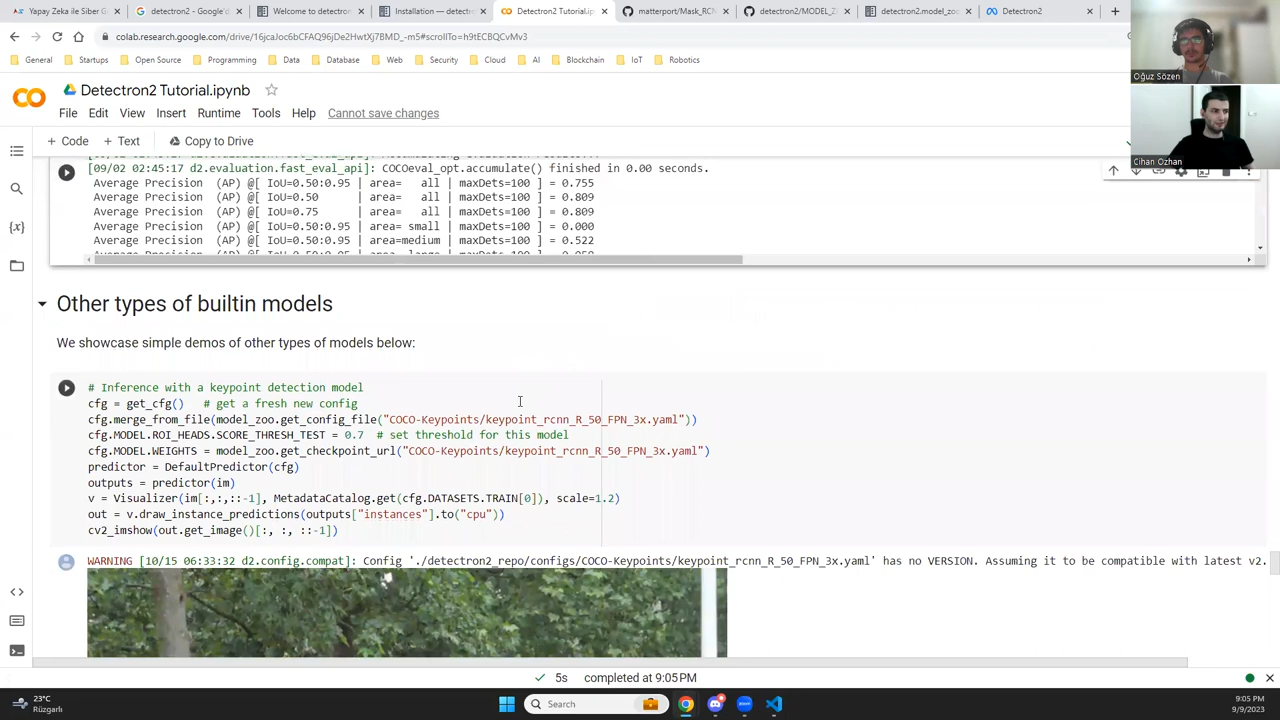 Yapay Zeka ile Siber G
detectron2 - Google'd
Welcome to detectron
Installation — detectro
Detectron2 Tutorial.ipy
matterport/Mask_RCN
detectron2/MODEL_Z
detectron2.model_zoo
Detectron2
colab.research.google.com/drive/16jcaJoc6bCFAQ96jDe2HwtXj7BMD_-m5#scrollTo=h9tECBQCvMv3
General
Startups
Open Source
Programming
Data
Database
Web
Security
Cloud
AI
Blockchain
IoT
Robotics
Oğuz Sözen
Cihan Ozhan
CO
Detectron2 Tutorial.ipynb
File Edit View Insert Runtime Tools Help Cannot save changes
+ Code + Text Copy to Drive
[09/02 02:45:17 d2.evaluation.fast_eval_api]: COCOeval_opt.accumulate() finished in 0.00 seconds.
Average Precision (AP) @[ IoU=0.50:0.95 | area= all | maxDets=100 ] = 0.755
Average Precision (AP) @[ IoU=0.50 | area= all | maxDets=100 ] = 0.809
Average Precision (AP) @[ IoU=0.75 | area= all | maxDets=100 ] = 0.809
Average Precision (AP) @[ IoU=0.50:0.95 | area= small | maxDets=100 ] = 0.000
Average Precision (AP) @[ IoU=0.50:0.95 | area=medium | maxDets=100 ] = 0.522
Other types of builtin models
We showcase simple demos of other types of models below:
# Inference with a keypoint detection model
cfg = get_cfg() # get a fresh new config
cfg.merge_from_file(model_zoo.get_config_file("COCO-Keypoints/keypoint_rcnn_R_50_FPN_3x.yaml"))
cfg.MODEL.ROI_HEADS.SCORE_THRESH_TEST = 0.7 # set threshold for this model
cfg.MODEL.WEIGHTS = model_zoo.get_checkpoint_url("COCO-Keypoints/keypoint_rcnn_R_50_FPN_3x.yaml")
predictor = DefaultPredictor(cfg)
outputs = predictor(im)
v = Visualizer(im[:,:,::-1], MetadataCatalog.get(cfg.DATASETS.TRAIN[0]), scale=1.2)
out = v.draw_instance_predictions(outputs["instances"].to("cpu"))
cv2_imshow(out.get_image()[:, :, ::-1])
WARNING [10/15 06:33:32 d2.config.compat]: Config './detectron2_repo/configs/COCO-Keypoints/keypoint_rcnn_R_50_FPN_3x.yaml' has no VERSION. Assuming it to be compatible with latest v2.
5s completed at 9:05 PM
23°C
Rüzgarlı
Search
9:05 PM
9/9/2023